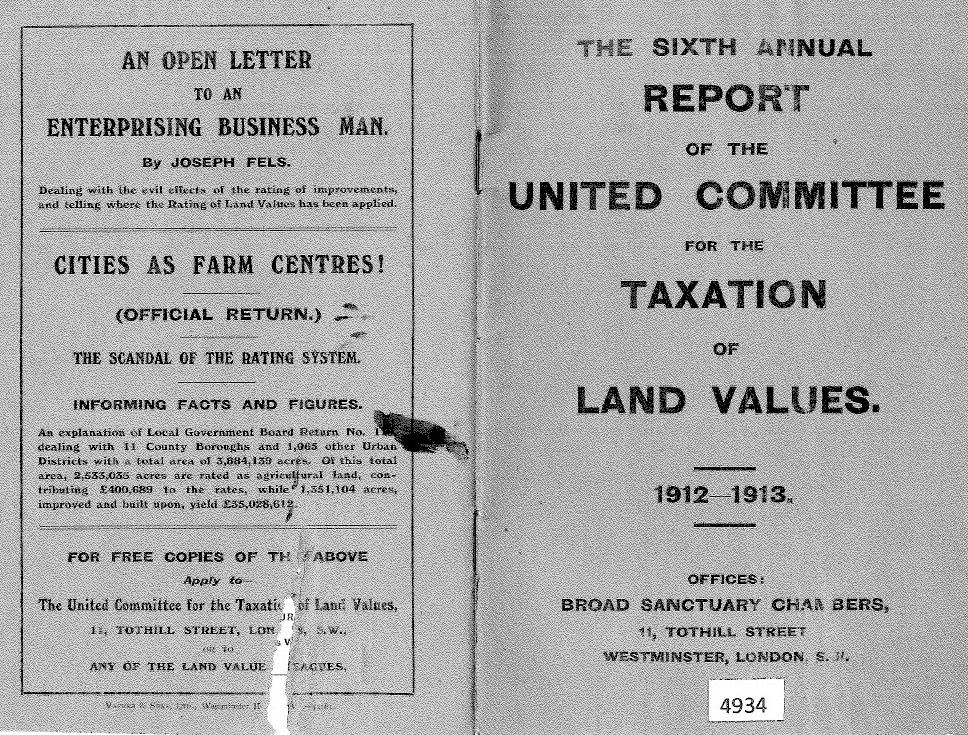 AN OPEN LETTER
TO AN
ENTERPRISING BUSINESS MAN.
By JOSEPH FELS.
Dealing with the evil effects of the rating of improvements,
and telling where the Rating of Land Values has been applied.
CITIES AS FARM CENTRES!
(OFFICIAL RETURN.)
THE SCANDAL OF THE RATING SYSTEM.
INFORMING FACTS AND FIGURES.
An explanation of Local Government Board Return No.
dealing with 11 County Boroughs and 1,065 other Urban
Districts with a total area of 3,884,139 acres. Of this total
area, 2,533,035 acres are rated as agricultural land, con-
tributing £400,689 to the rates, while 1,351,104 acres,
improved and built upon, yield £35,028,612.
FOR FREE COPIES OF TH ABOVE
Apply to
The United Committee for the Taxatio of Land Values,
11, TOTHILL STREET, LON S.W.,
OR TO
ANY OF THE LAND VALUE EAGUES.
THE SIXTH ANNUAL
REPORT
OF THE
UNITED COMMITTEE
FOR THE
TAXATION
OF
LAND VALUES.
1912—1913.
OFFICES:
BROAD SANCTUARY CHAMBERS,
11, TOTHILL STREET
WESTMINSTER, LONDON S.W.
4934